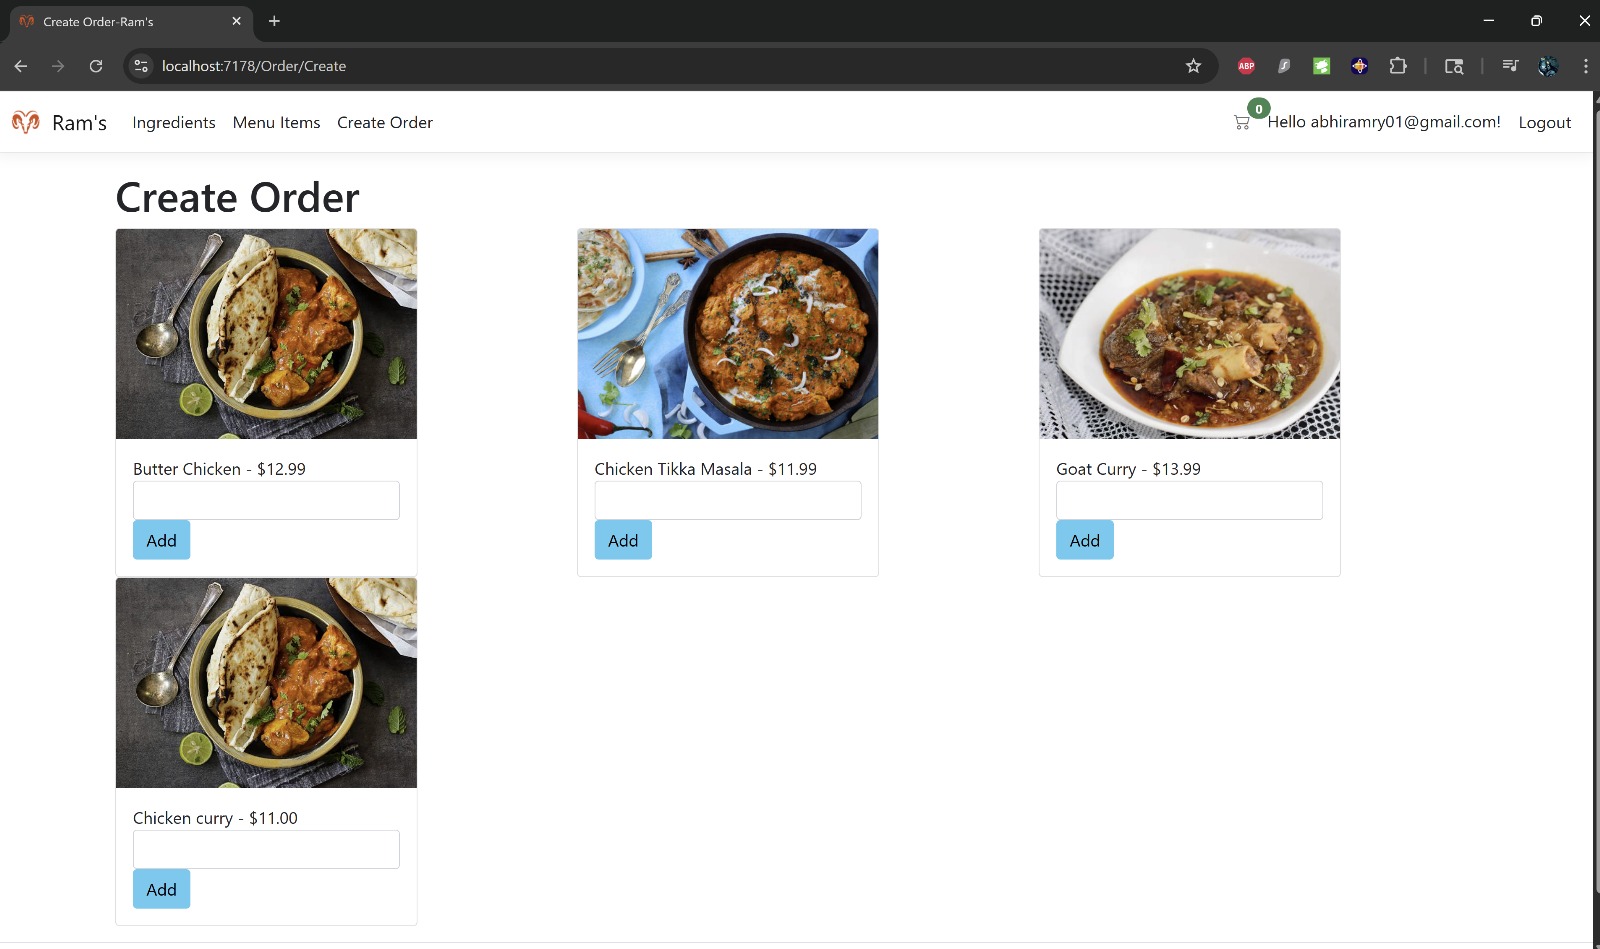 Create Order-Ram's
localhost:7178/Order/Create
ABP
Ram's
Ingredients
Menu Items
Create Order
0
Hello abhiramry01@gmail.com!
Logout
Create Order
Butter Chicken - $12.99
Add
Chicken Tikka Masala - $11.99
Add
Goat Curry - $13.99
Add
Chicken curry - $11.00
Add